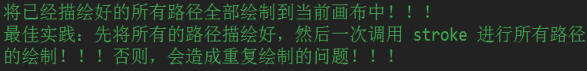 将已经描绘好的所有路径全部绘制到当前画布中！！！
最佳实践：先将所有的路径描绘好，然后一次调用 stroke 进行所有路径
的绘制！！！否则，会造成重复绘制的问题！！！